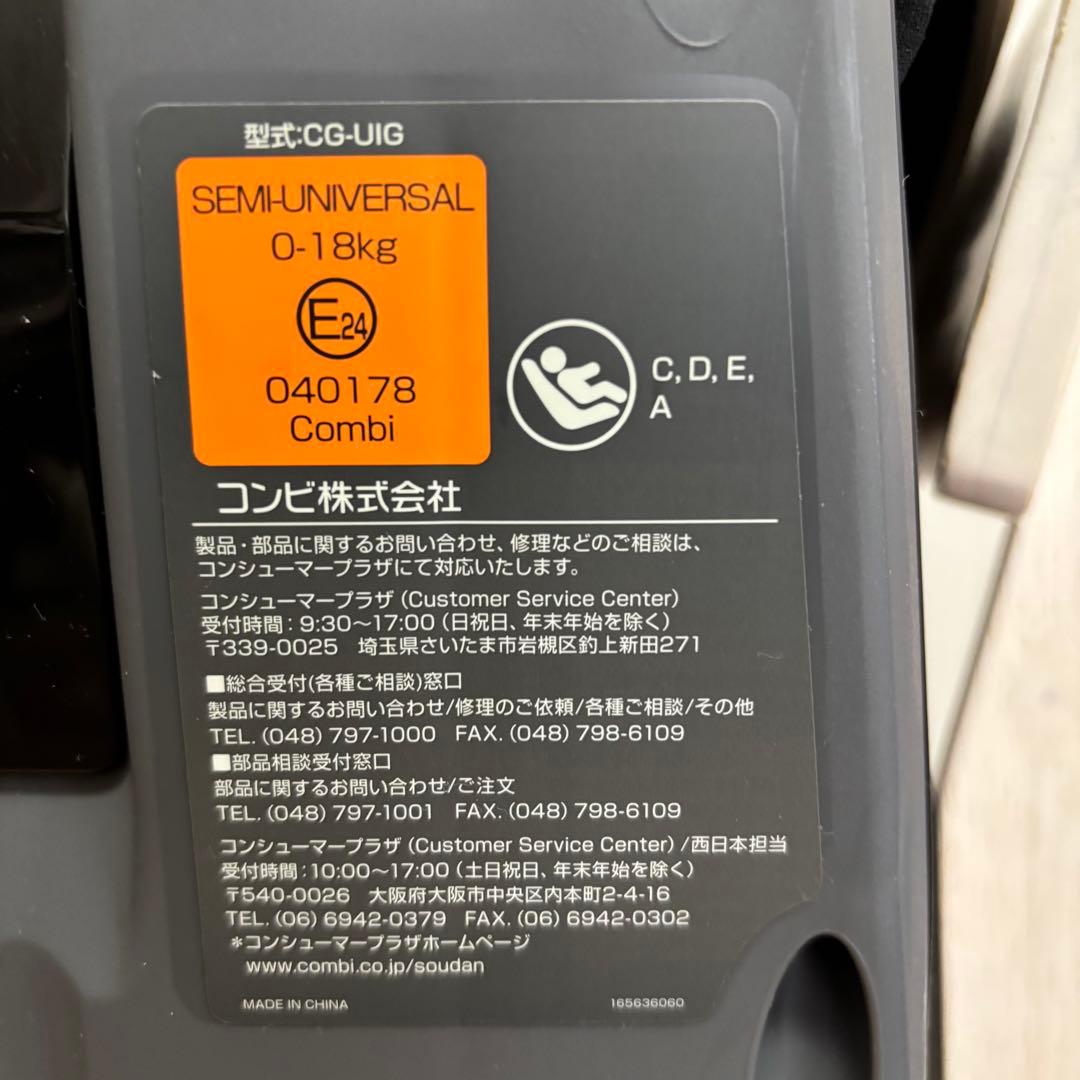 型式:CG-UIG
SEMI-UNIVERSAL
0-18kg
E24
040178
Combi
C, D, E,
A
コンビ株式会社
製品・部品に関するお問い合わせ、修理などのご相談は、
コンシューマープラザにて対応いたします。
コンシューマープラザ (Customer Service Center)
受付時間:9:30〜17:00 (日祝日、年末年始を除く)
〒339-0025 埼玉県さいたま市岩槻区釣上新田271
■総合受付(各種ご相談)窓口
製品に関するお問い合わせ/修理のご依頼/各種ご相談/その他
TEL. (048) 797-1000 FAX. (048) 798-6109
■部品相談受付窓口
部品に関するお問い合わせ/ご注文
TEL. (048) 797-1001 FAX. (048) 798-6109
コンシューマープラザ (Customer Service Center) /西日本担当
受付時間:10:00〜17:00 (土日祝日、年末年始を除く)
〒540-0026 大阪府大阪市中央区内本町2-4-16
TEL. (06) 6942-0379 FAX. (06) 6942-0302
*コンシューマープラザホームページ
www.combi.co.jp/soudan
MADE IN CHINA 165636060